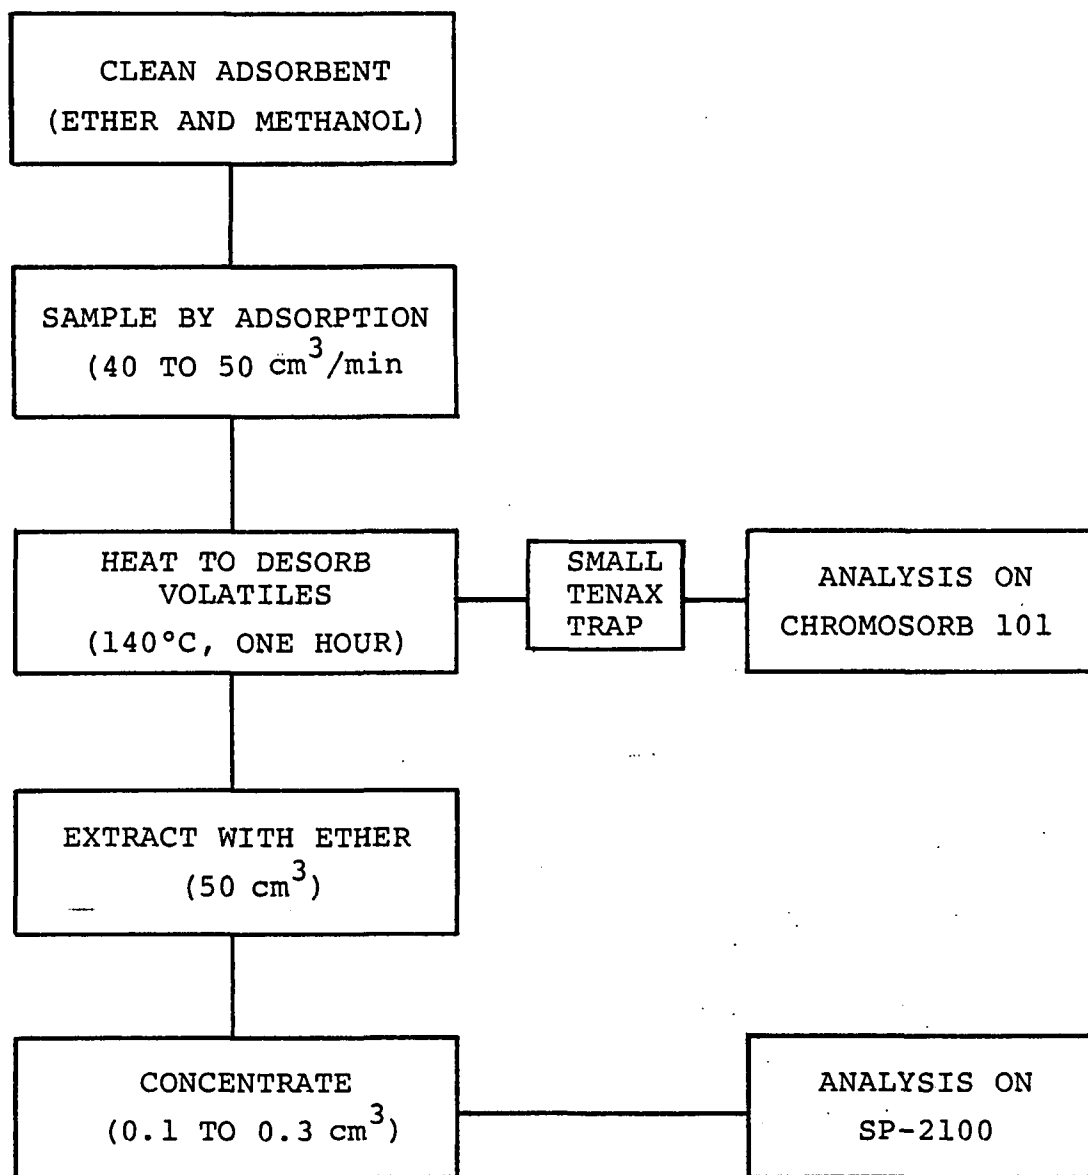 CLEAN ADSORBENT
(ETHER AND METHANOL)
SAMPLE BY ADSORPTION
(40 TO 50 cm³/min
HEAT TO DESORB
VOLATILES
(140°C, ONE HOUR)
SMALL
TENAX
TRAP
ANALYSIS ON
CHROMOSORB 101
EXTRACT WITH ETHER
(50 cm³)
CONCENTRATE
(0.1 TO 0.3 cm³)
ANALYSIS ON
SP-2100